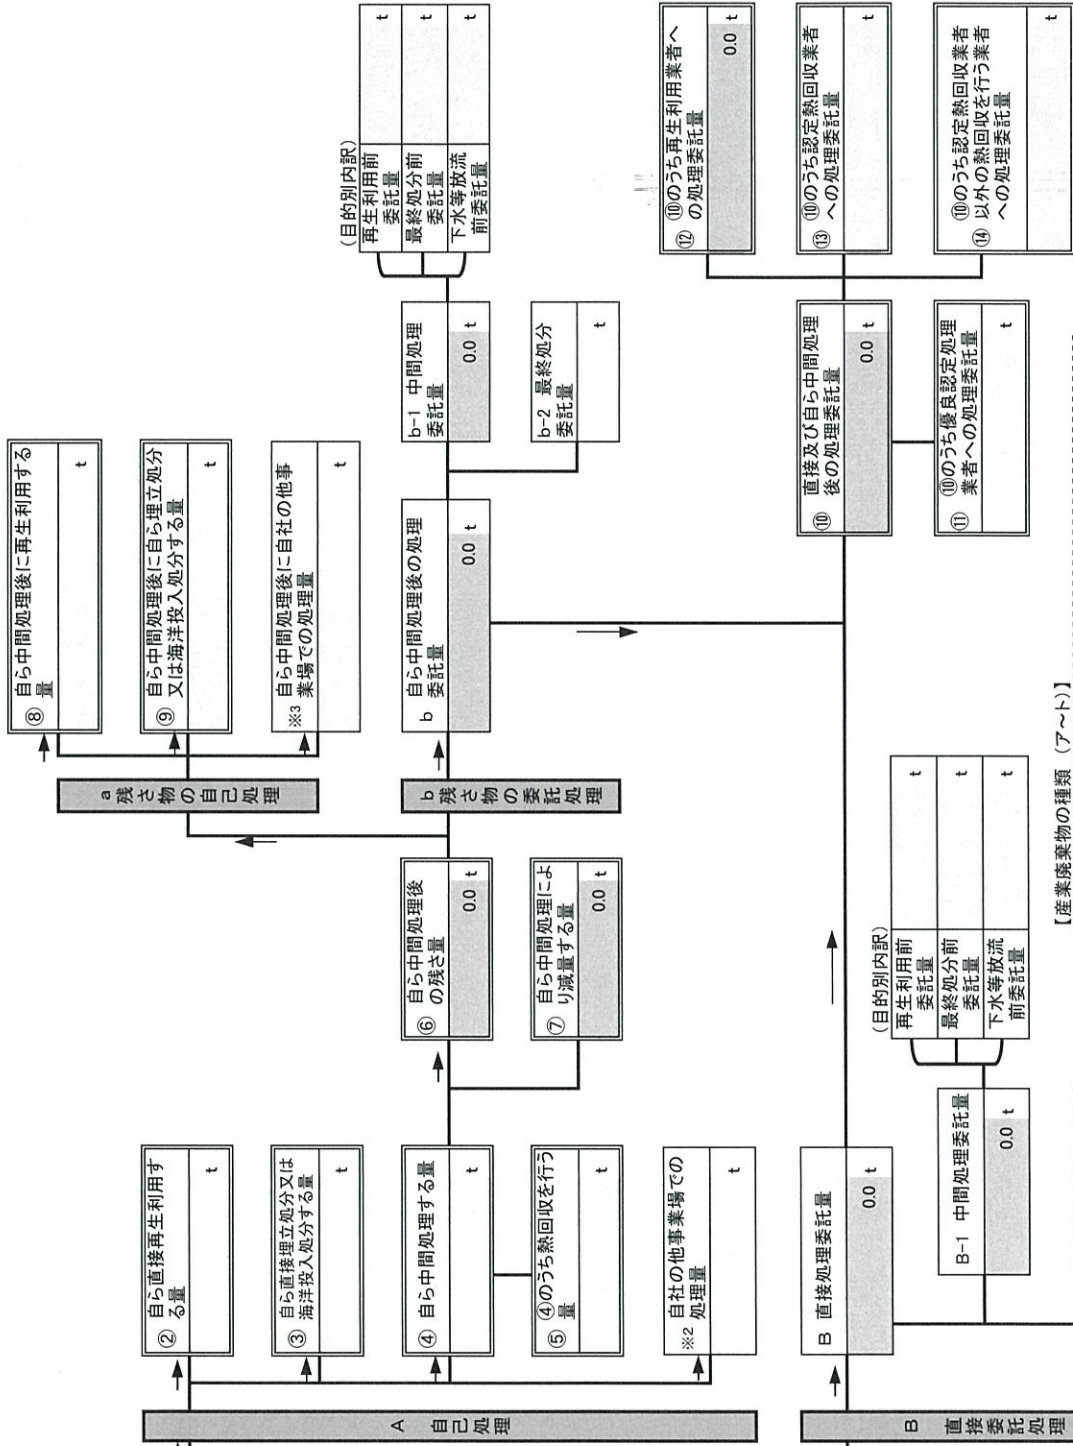 A 自己処理
② 自ら直接再生利用す
る量
t
③ 自ら直接埋立処分又は
海洋投入処分する量
t
④ 自ら中間処理する量
t
⑤ ④のうち熱回収を行う
量
t
※2 自社の他事業場での
処理量
t
⑥ 自ら中間処理後
の残さ量
0.0 t
⑦ 自ら中間処理によ
り減量する量
0.0 t
a 残さ物の自己処理
⑧ 自ら中間処理後に再生利用する
量
t
⑨ 自ら中間処理後に自ら埋立処分
又は海洋投入処分する量
t
※3 自ら中間処理後に自社の他事
業場での処理量
t
b 残さ物の委託処理
b 自ら中間処理後の処理
委託量
0.0 t
b-1 中間処理
委託量
0.0 t
(目的別内訳)
再生利用前
委託量
t
最終処分前
委託量
t
下水等放流
前委託量
t
b-2 最終処分
委託量
t
B 直接委託処理
B 直接処理委託量
0.0 t
B-1 中間処理委託量
0.0 t
(目的別内訳)
再生利用前
委託量
t
最終処分前
委託量
t
下水等放流
前委託量
t
⑩ 直接及び自ら中間処理
後の処理委託量
0.0 t
⑪ ⑩のうち優良認定処理
業者への処理委託量
t
⑫ ⑩のうち再生利用業者へ
の処理委託量
0.0 t
⑬ ⑩のうち認定熱回収業者
への処理委託量
t
⑭ ⑩のうち認定熱回収業者
以外の熱回収を行う業者
への処理委託量
t
【産業廃棄物の種類（ア～ト）】